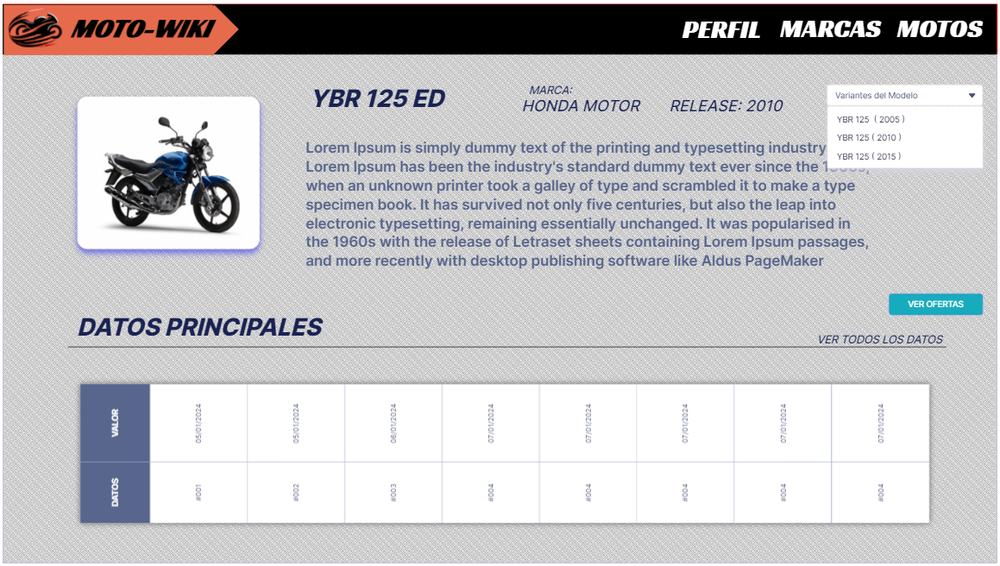 MOTO-WIKI
PERFIL MARCAS MOTOS
YBR 125 ED
MARCA:
HONDA MOTOR
RELEASE: 2010
Variantes del Modelo
YBR 125 ( 2005 )
YBR 125 ( 2010 )
YBR 125 ( 2015 )
Lorem Ipsum is simply dummy text of the printing and typesetting industry
Lorem Ipsum has been the industry's standard dummy text ever since the
when an unknown printer took a galley of type and scrambled it to make a type
specimen book. It has survived not only five centuries, but also the leap into
electronic typesetting, remaining essentially unchanged. It was popularised in
the 1960s with the release of Letraset sheets containing Lorem Ipsum passages,
and more recently with desktop publishing software like Aldus PageMaker
VER OFERTAS
DATOS PRINCIPALES
VER TODOS LOS DATOS
VALOR 05/01/2024 05/01/2024 06/01/2024 07/01/2024 07/01/2024 07/01/2024 07/01/2024 07/01/2024
DATOS #001 #002 #003 #004 #004 #004 #004 #004